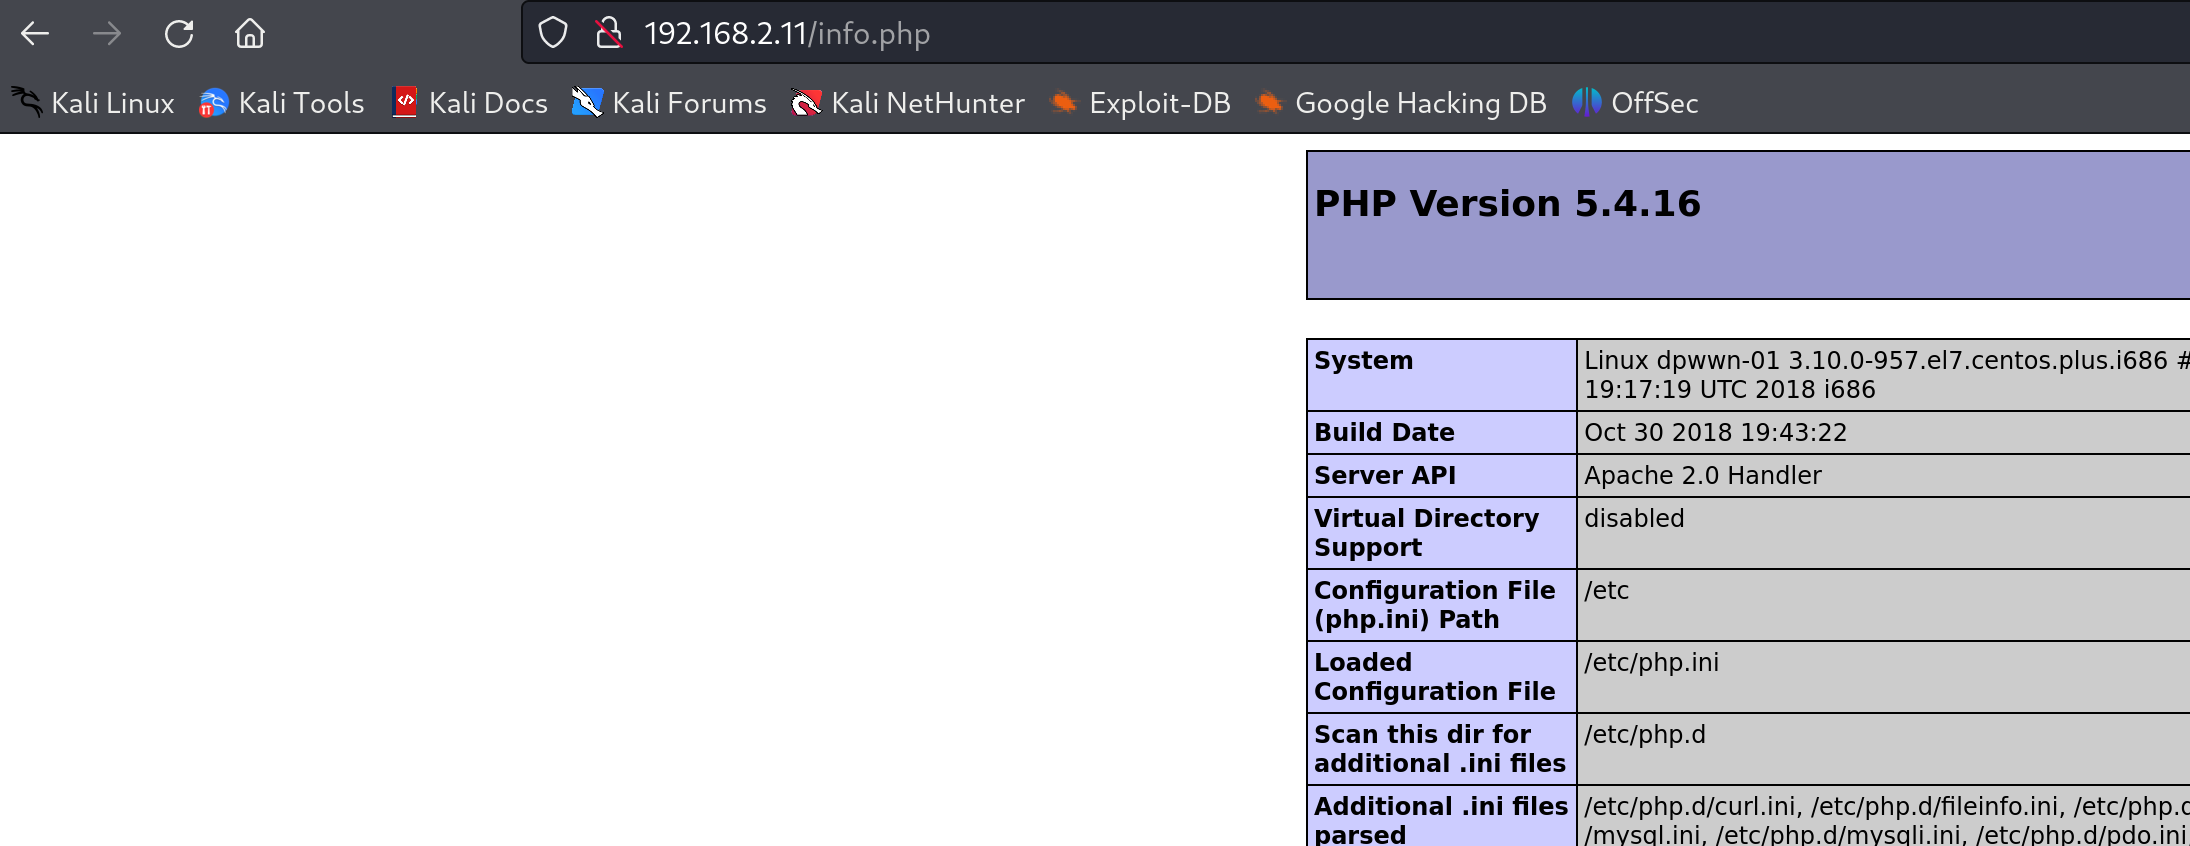 192.168.2.11/info.php
Kali Linux Kali Tools Kali Docs Kali Forums Kali NetHunter Exploit-DB Google Hacking DB OffSec
PHP Version 5.4.16
System Linux dpwwn-01 3.10.0-957.el7.centos.plus.i686 #
19:17:19 UTC 2018 i686
Build Date Oct 30 2018 19:43:22
Server API Apache 2.0 Handler
Virtual Directory disabled
Support
Configuration File /etc
(php.ini) Path
Loaded /etc/php.ini
Configuration File
Scan this dir for /etc/php.d
additional .ini files
Additional .ini files /etc/php.d/curl.ini, /etc/php.d/fileinfo.ini, /etc/php.d
parsed /mysql.ini, /etc/php.d/mysqli.ini, /etc/php.d/pdo.ini